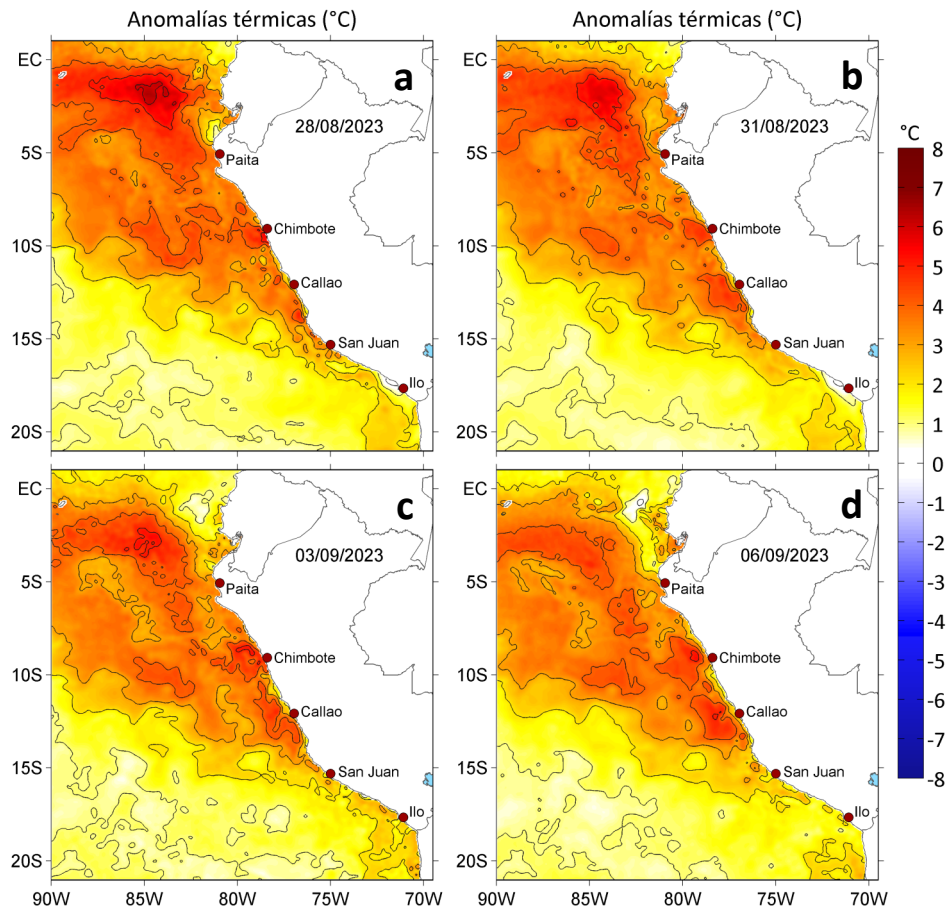 Anomalías térmicas (°C)
Anomalías térmicas (°C)
EC
5S
10S
15S
20S
a
28/08/2023
Paita
Chimbote
Callao
San Juan
Ilo
b
31/08/2023
EC
5S
10S
15S
20S
Paita
Chimbote
Callao
San Juan
Ilo
°C
8
7
6
5
4
3
2
1
0
-1
-2
-3
-4
-5
-6
-7
-8
EC
5S
10S
15S
20S
c
03/09/2023
Paita
Chimbote
Callao
San Juan
Ilo
90W 85W 80W 75W 70W
EC
5S
10S
15S
20S
d
06/09/2023
Paita
Chimbote
Callao
San Juan
Ilo
90W 85W 80W 75W 70W